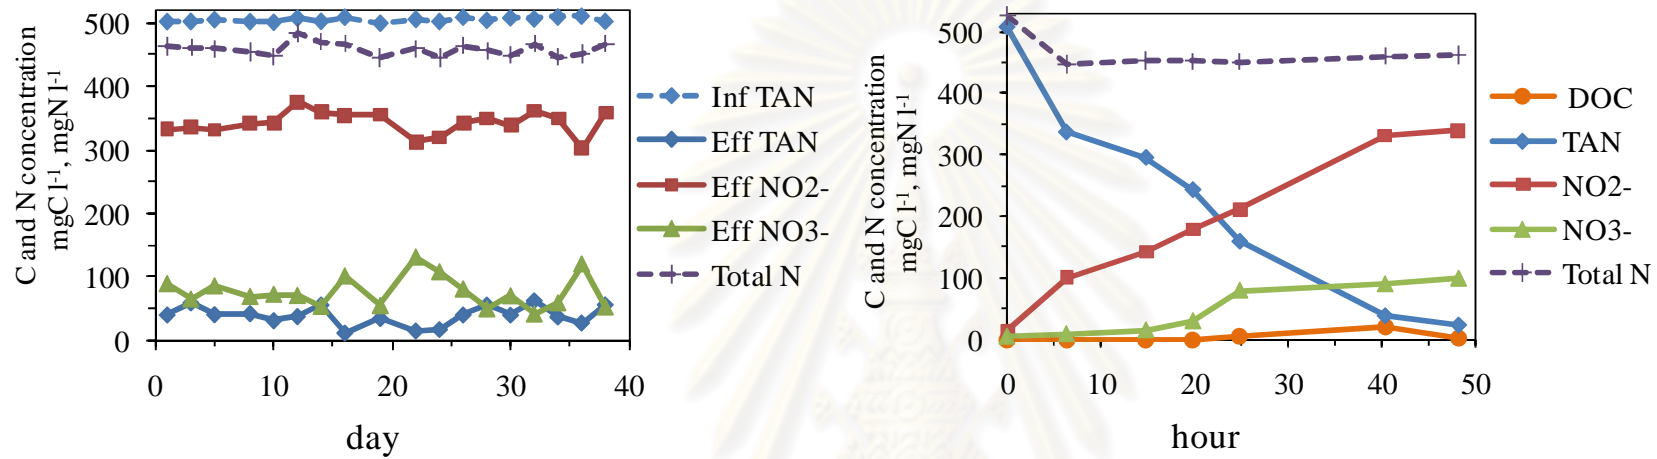 C and N concentration
mgC l-1, mgN l-1
500
400
300
200
100
0
0 10 20 30 40
day
Inf TAN
Eff TAN
Eff NO2-
Eff NO3-
Total N
C and N concentration
mgC l-1, mgN l-1
500
400
300
200
100
0
0 10 20 30 40 50
hour
DOC
TAN
NO2-
NO3-
Total N